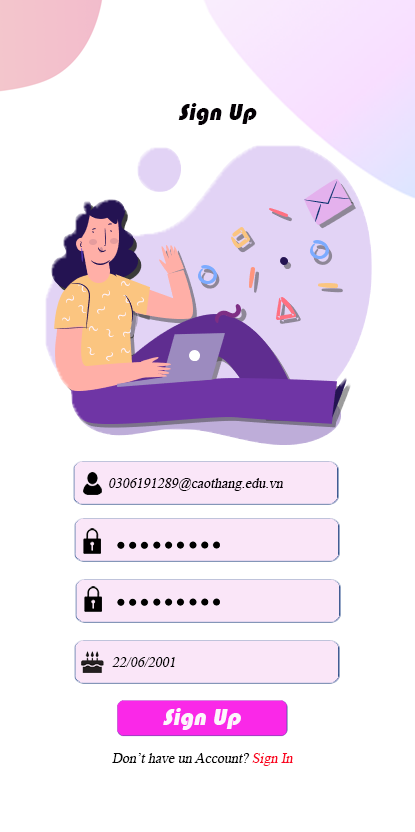 Sign Up
0306191289@caothang.edu.vn
●●●●●●●●●
●●●●●●●●●
22/06/2001
Sign Up
Don't have un Account? Sign In